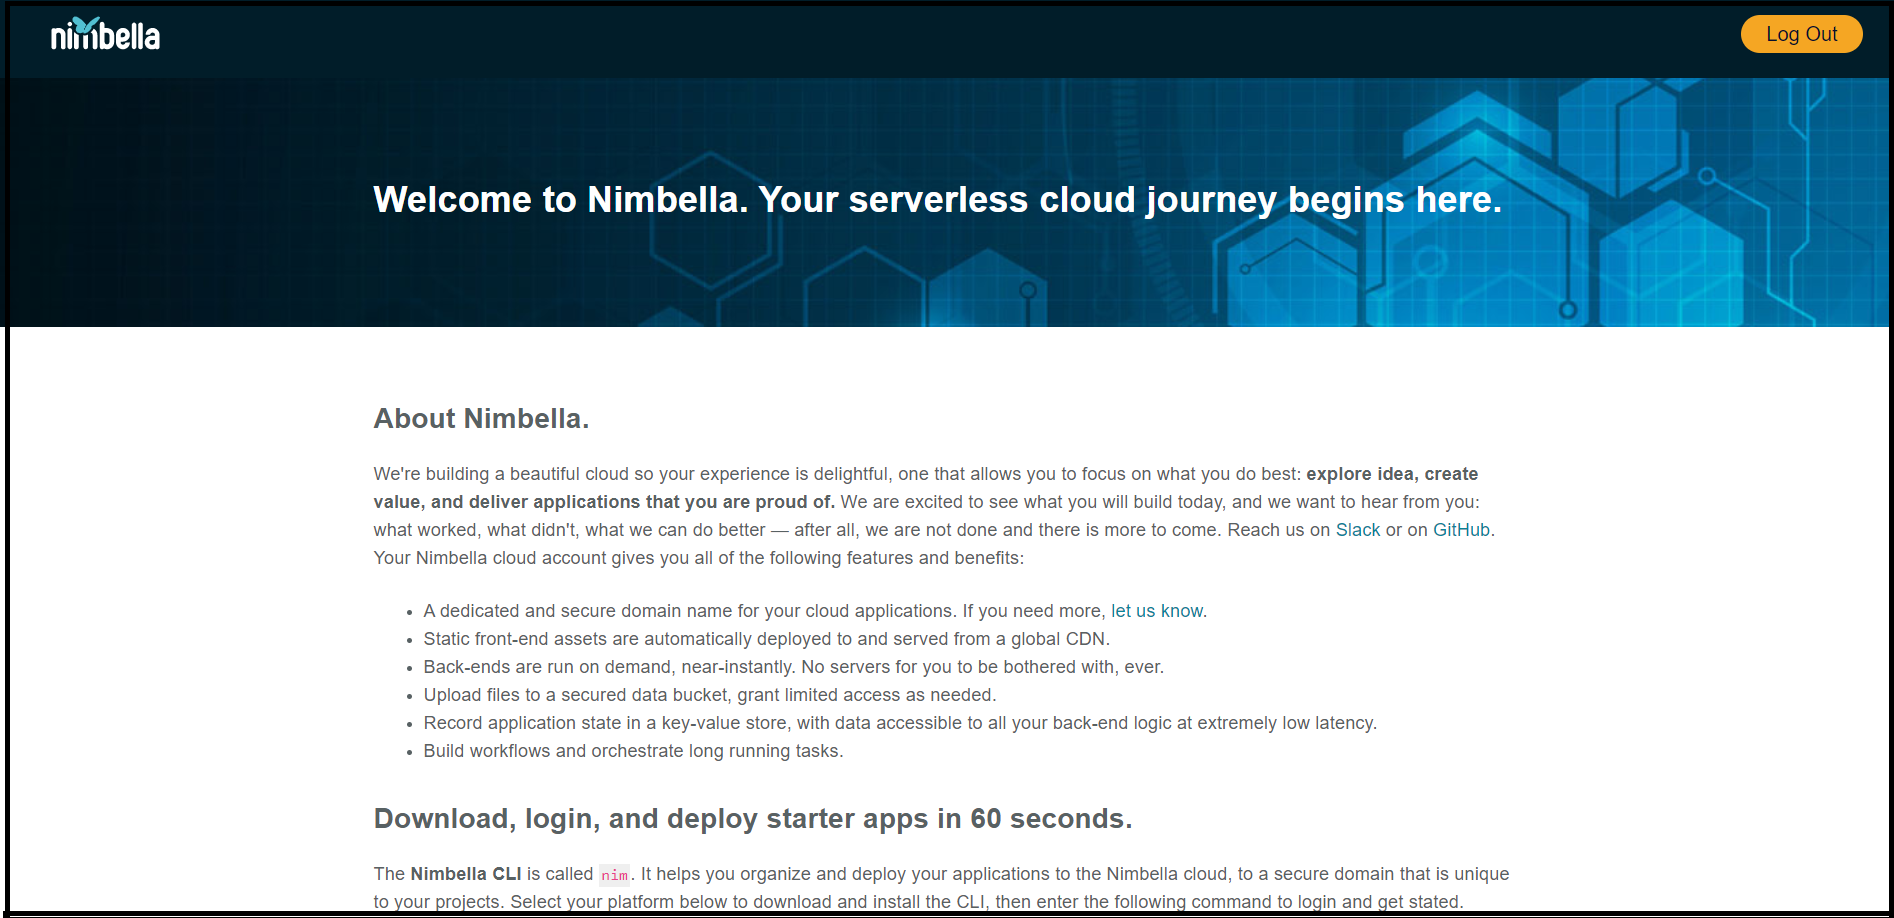 nimbella
Log Out
Welcome to Nimbella. Your serverless cloud journey begins here.
About Nimbella.
We're building a beautiful cloud so your experience is delightful, one that allows you to focus on what you do best: explore idea, create
value, and deliver applications that you are proud of. We are excited to see what you will build today, and we want to hear from you:
what worked, what didn't, what we can do better — after all, we are not done and there is more to come. Reach us on Slack or on GitHub.
Your Nimbella cloud account gives you all of the following features and benefits:
• A dedicated and secure domain name for your cloud applications. If you need more, let us know.
• Static front-end assets are automatically deployed to and served from a global CDN.
• Back-ends are run on demand, near-instantly. No servers for you to be bothered with, ever.
• Upload files to a secured data bucket, grant limited access as needed.
• Record application state in a key-value store, with data accessible to all your back-end logic at extremely low latency.
• Build workflows and orchestrate long running tasks.
Download, login, and deploy starter apps in 60 seconds.
The Nimbella CLI is called nim. It helps you organize and deploy your applications to the Nimbella cloud, to a secure domain that is unique
to your projects. Select your platform below to download and install the CLI, then enter the following command to login and get stated.